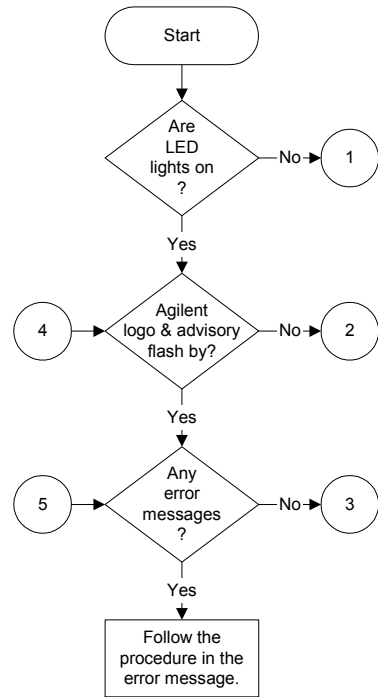 Start
Are
LED
lights on
?
No
1
Yes
4
Agilent
logo & advisory
flash by?
No
2
Yes
5
Any
error
messages
?
No
3
Yes
Follow the
procedure in the
error message.